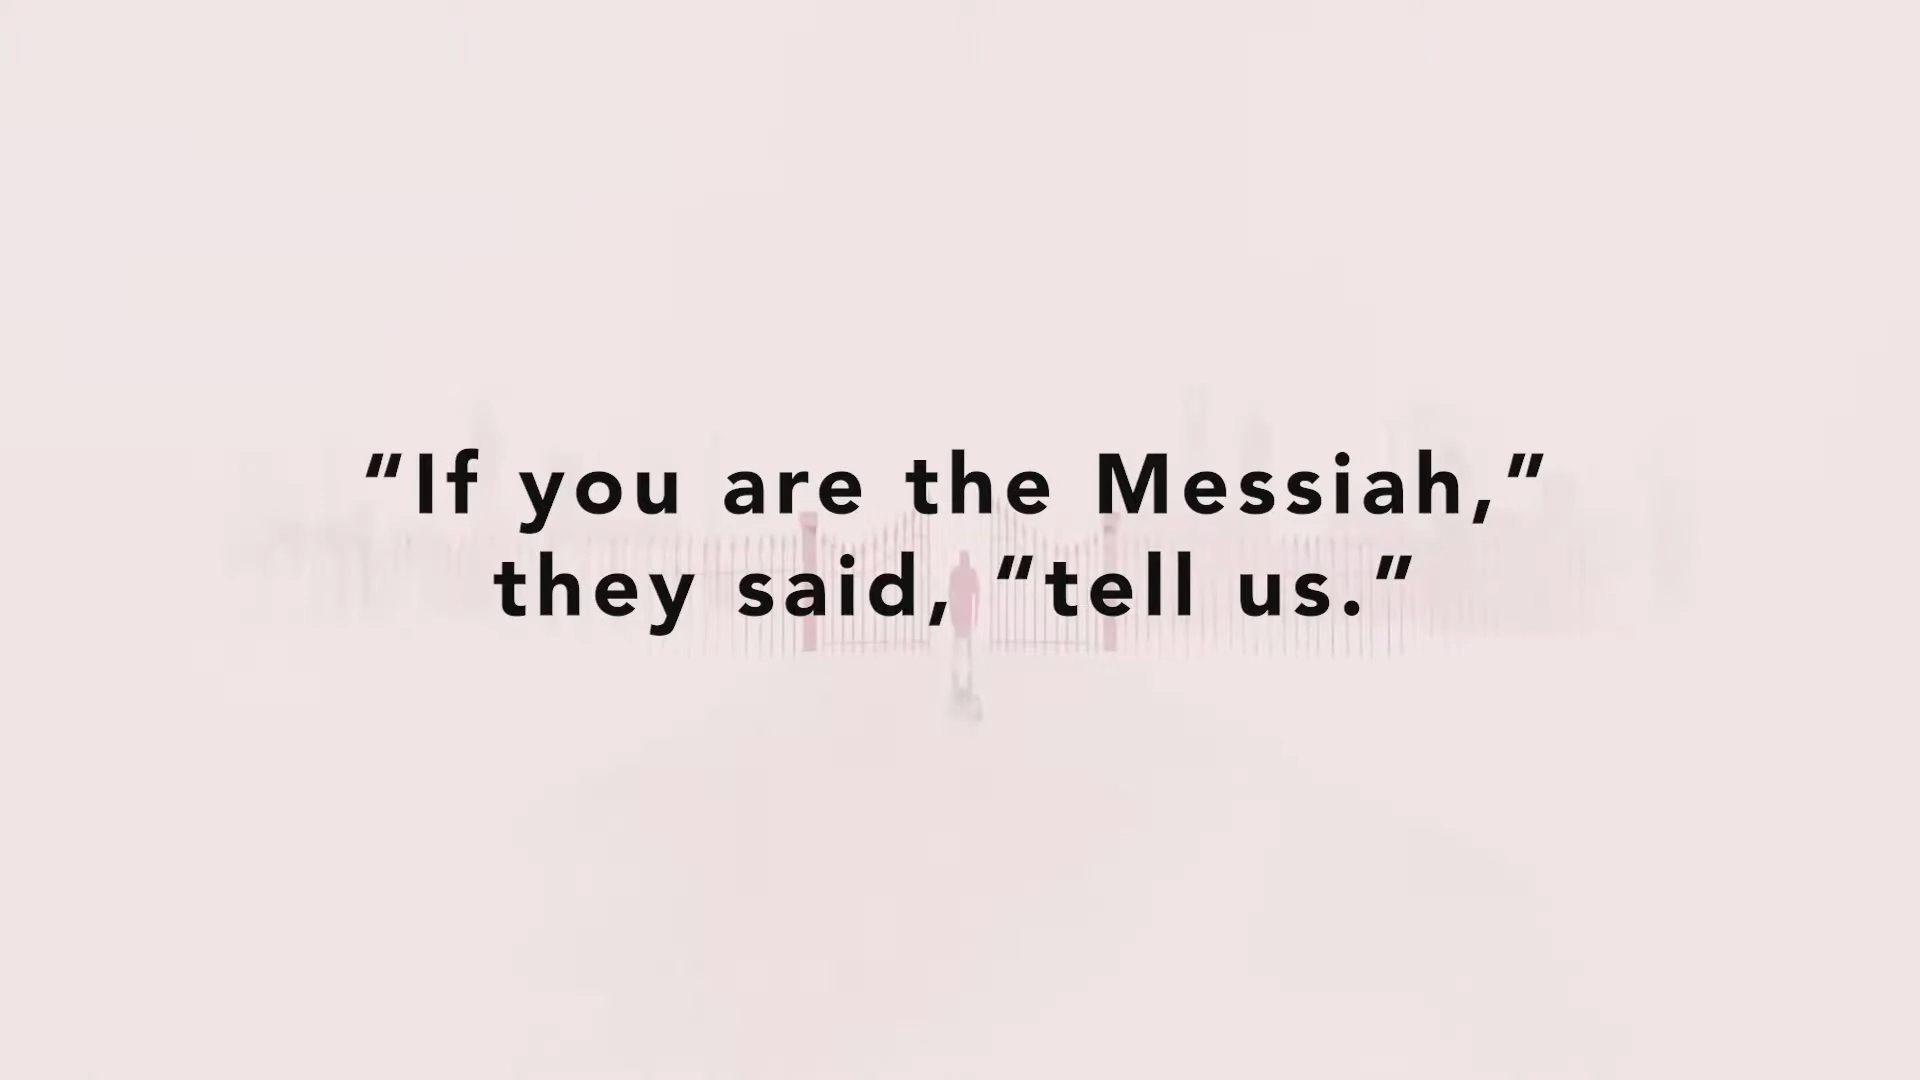 “If you are the Messiah,”
they said, “tell us.”